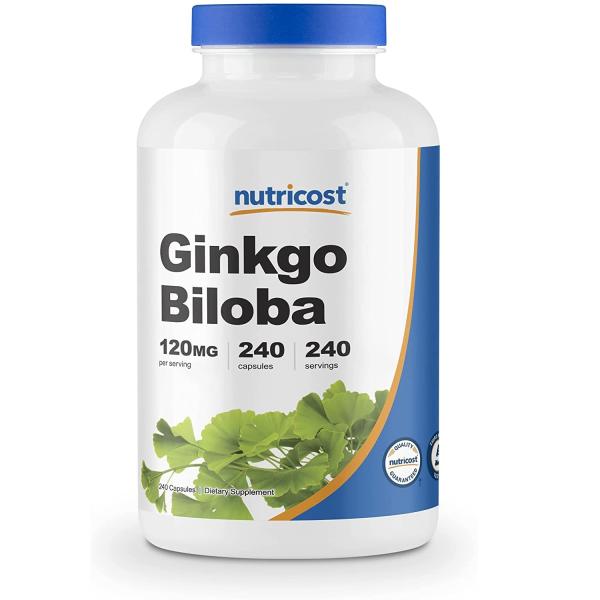 nutricost®
Ginkgo
Biloba
120MG 240 240
per serving capsules servings
QUALITY
nutricost
GUARANTEED
240 Capsules | Dietary Supplement